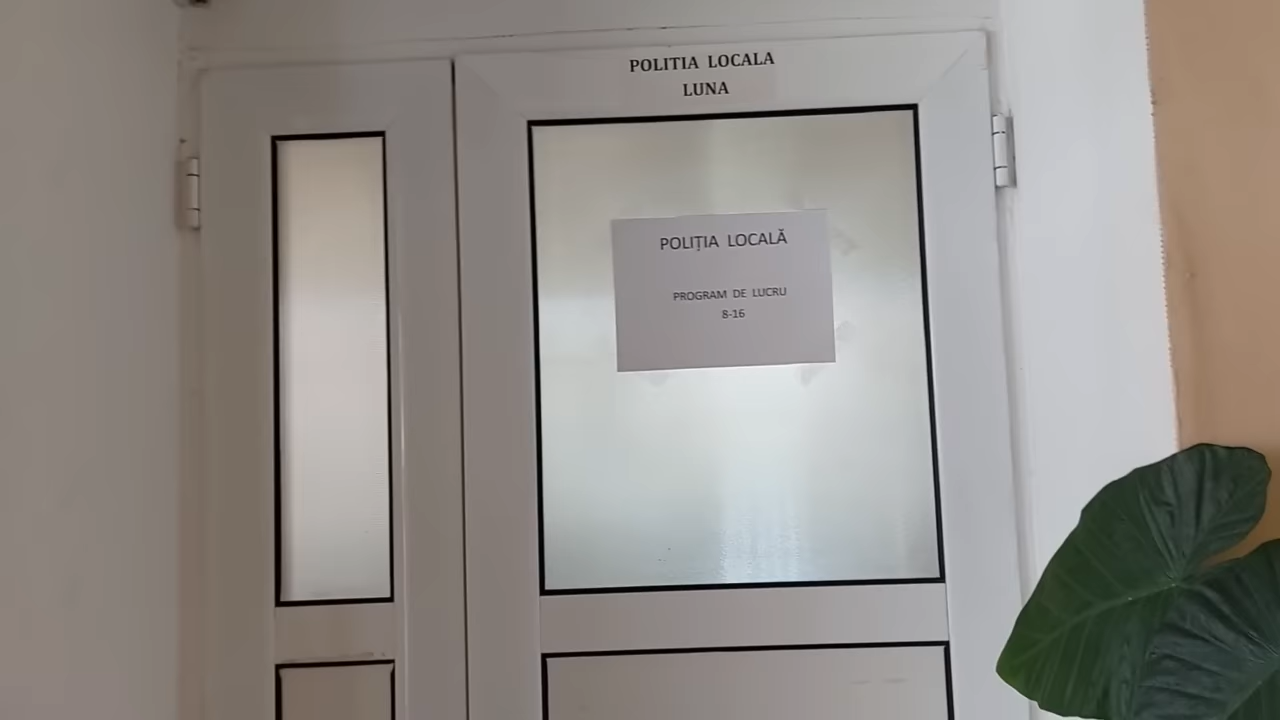 POLITIA LOCALA
LUNA
POLIȚIA LOCALĂ
PROGRAM DE LUCRU
8-16